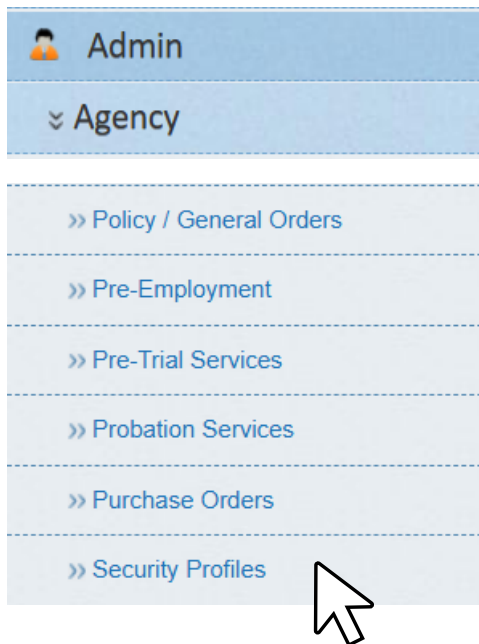 Admin
Agency
Policy / General Orders
Pre-Employment
Pre-Trial Services
Probation Services
Purchase Orders
Security Profiles